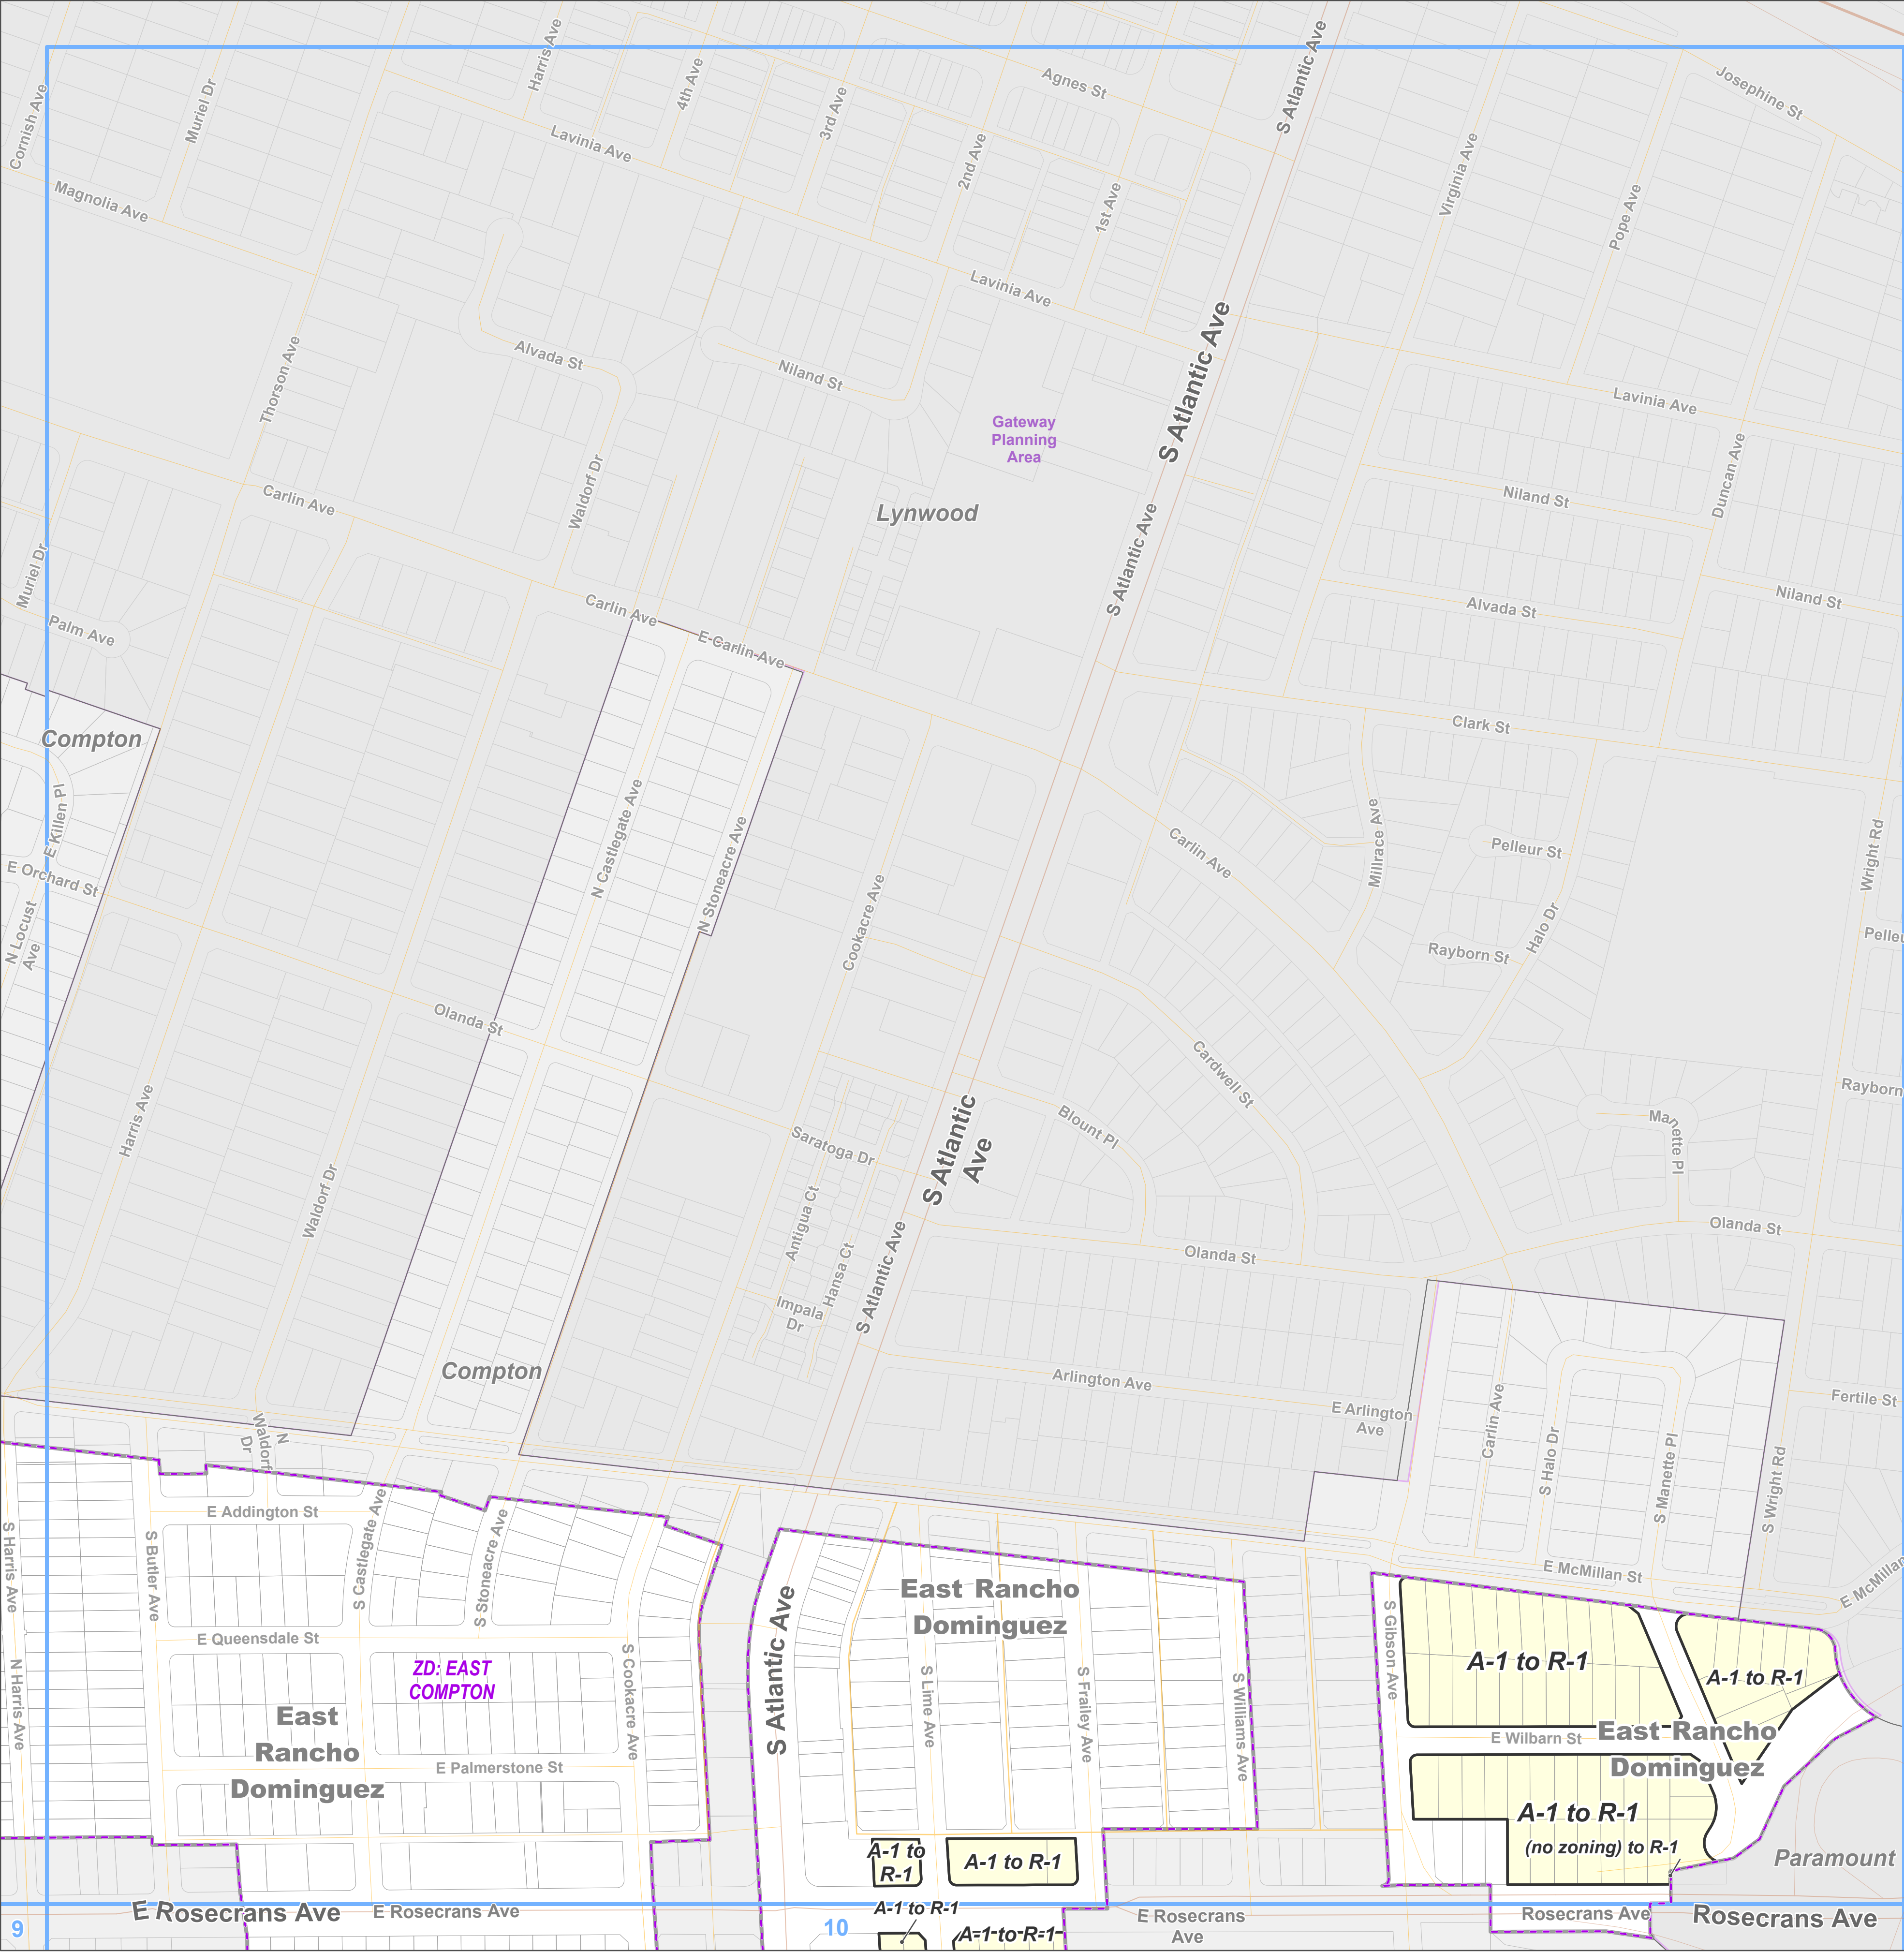 Harris Ave
S Atlantic Ave
4th Ave
Agnes St
Josephine St
Cornish Ave
Muriel Dr
3rd Ave
Lavinia Ave
2nd Ave
Virginia Ave
Magnolia Ave
1st Ave
Pope Ave
Lavinia Ave
S Atlantic Ave
Thorson Ave
Alvada St
Niland St
Lavinia Ave
Gateway
Planning
Area
Duncan Ave
Carlin Ave
Waldorf Dr
Lynwood
Niland St
S Atlantic Ave
Muriel Dr
Palm Ave
Carlin Ave
E Carlin Ave
Alvada St
Niland St
Compton
Clark St
E Killen Pl
N Castlegate Ave
N Stoneacre Ave
Carlin Ave
Millrace Ave
Pelleur St
Wright Rd
E Orchard St
N Locust
Ave
Cookacre Ave
Halo Dr
Rayborn St
Pelleu
Olanda St
Cardwell St
Rayborn
Harris Ave
S Atlantic
Ave
Blount Pl
Manette Pl
Saratoga Dr
Waldorf Dr
Antigua Ct
Hansa Ct
S Atlantic Ave
Olanda St
Olanda St
Impala
Dr
Compton
Arlington Ave
E Arlington
Ave
Carlin Ave
S Halo Dr
S Manette Pl
Fertile St
S Wright Rd
N
Waldorf
Dr
E Addington St
S Harris Ave
S Butler Ave
S Castlegate Ave
S Stoneacre Ave
E McMillan St
E McMillan
East Rancho
Dominguez
S Atlantic Ave
S Gibson Ave
E Queensdale St
ZD: EAST
COMPTON
N Harris Ave
S Cookacre Ave
S Lime Ave
S Frailey Ave
S Williams Ave
A-1 to R-1
A-1 to R-1
East
Rancho
Dominguez
E Wilbarn St
East Rancho
Dominguez
E Palmerstone St
A-1 to R-1
(no zoning) to R-1
A-1 to
R-1
A-1 to R-1
Paramount
E Rosecrans Ave
E Rosecrans Ave
A-1 to R-1
E Rosecrans
Ave
Rosecrans Ave
Rosecrans Ave
9
10
A-1 to R-1